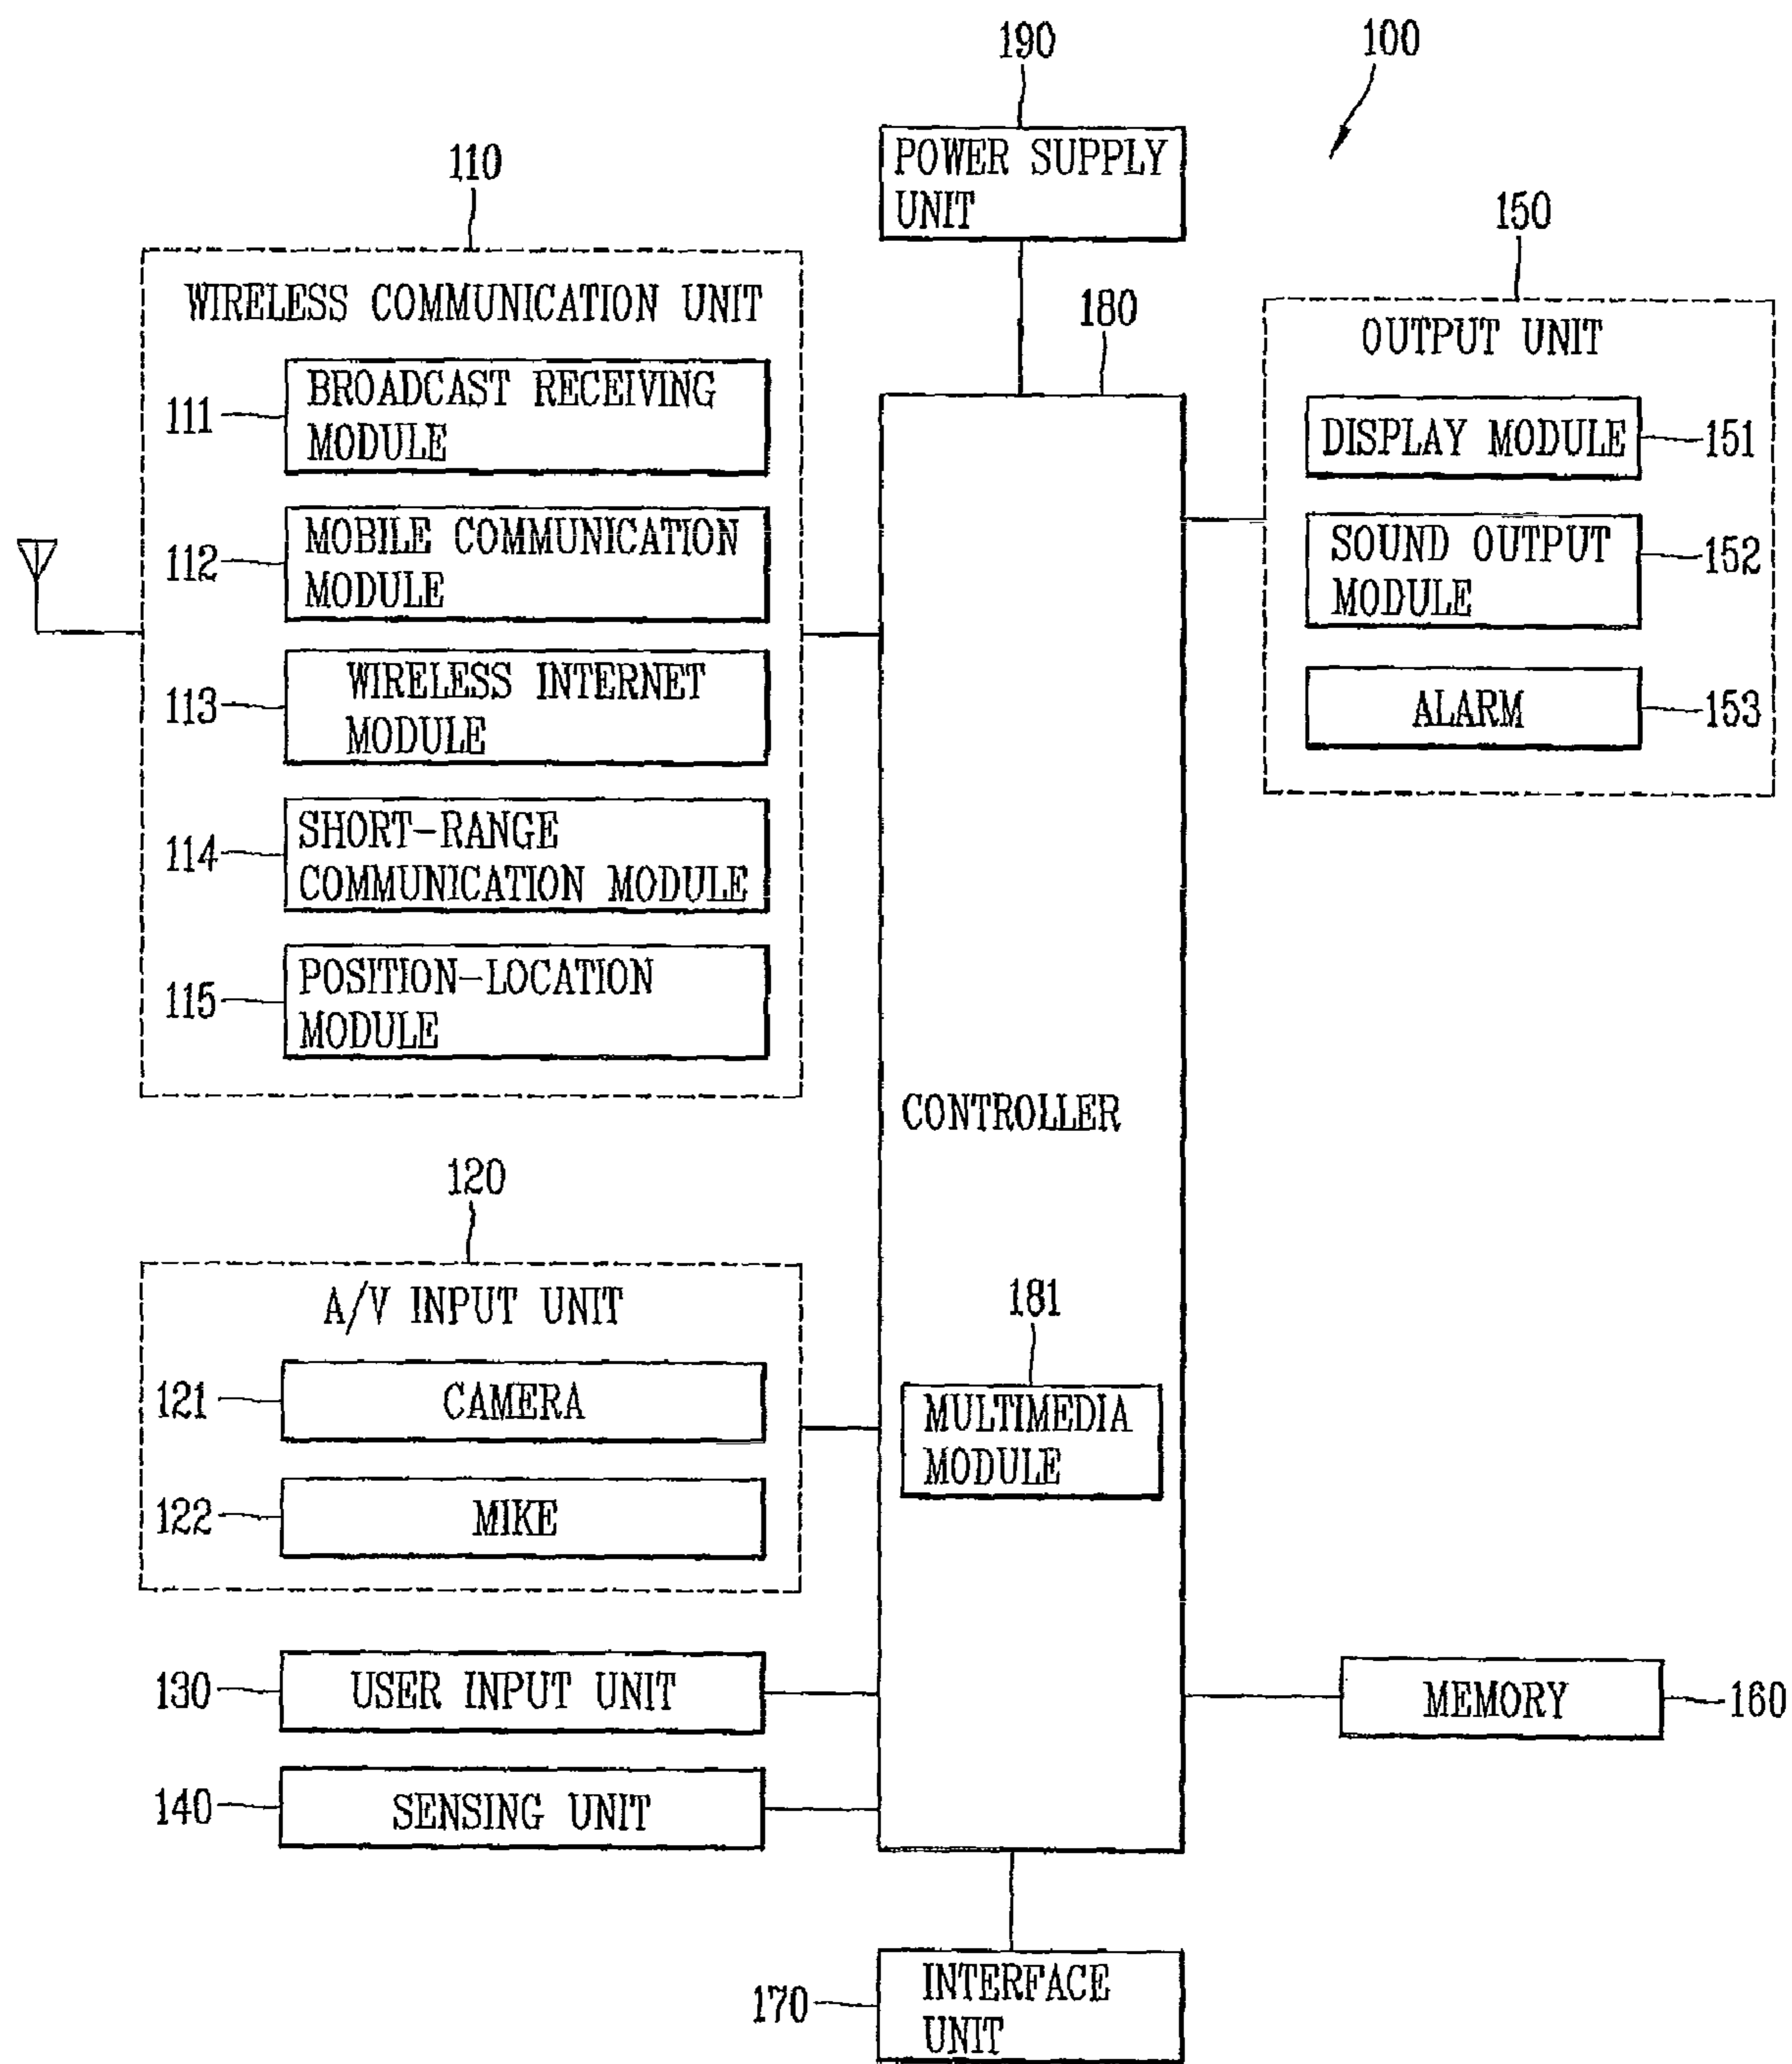 190
100
POWER SUPPLY
UNIT
110
WIRELESS COMMUNICATION UNIT
111
BROADCAST RECEIVING
MODULE
112
MOBILE COMMUNICATION
MODULE
113
WIRELESS INTERNET
MODULE
114
SHORT-RANGE
COMMUNICATION MODULE
115
POSITION-LOCATION
MODULE
180
CONTROLLER
181
MULTIMEDIA
MODULE
150
OUTPUT UNIT
DISPLAY MODULE
151
SOUND OUTPUT
MODULE
152
ALARM
153
120
A/V INPUT UNIT
121
CAMERA
122
MIKE
130
USER INPUT UNIT
140
SENSING UNIT
MEMORY
160
170
INTERFACE
UNIT